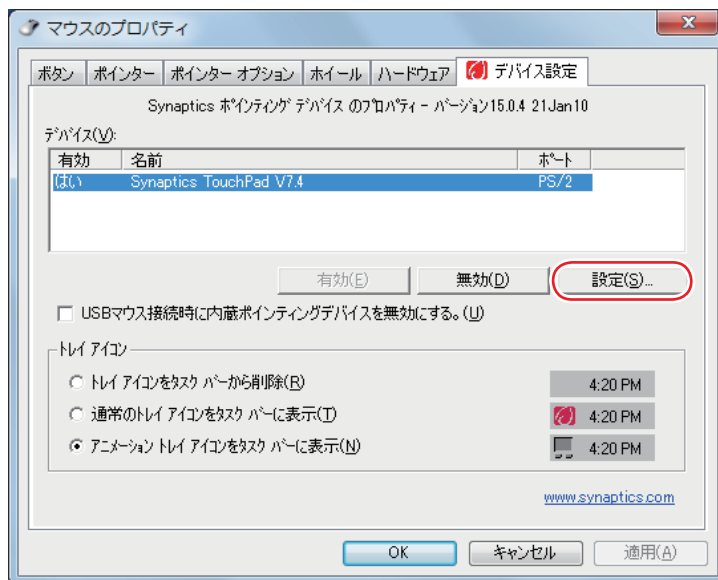 マウスのプロパティ
ボタン ポインター ポインター オプション ホイール ハードウェア デバイス設定
Synaptics ポインティング デバイス のプロパティ - バージョン15.0.4 21Jan10
デバイス(V):
有効 名前 ポート
はい Synaptics TouchPad V7.4 PS/2
有効(E) 無効(D) 設定(S)...
USBマウス接続時に内蔵ポインティングデバイスを無効にする。(U)
トレイ アイコン
トレイ アイコンをタスク バーから削除(R) 4:20 PM
通常のトレイ アイコンをタスク バーに表示(T) 4:20 PM
アニメーション トレイ アイコンをタスク バーに表示(N) 4:20 PM
www.synaptics.com
OK キャンセル 適用(A)